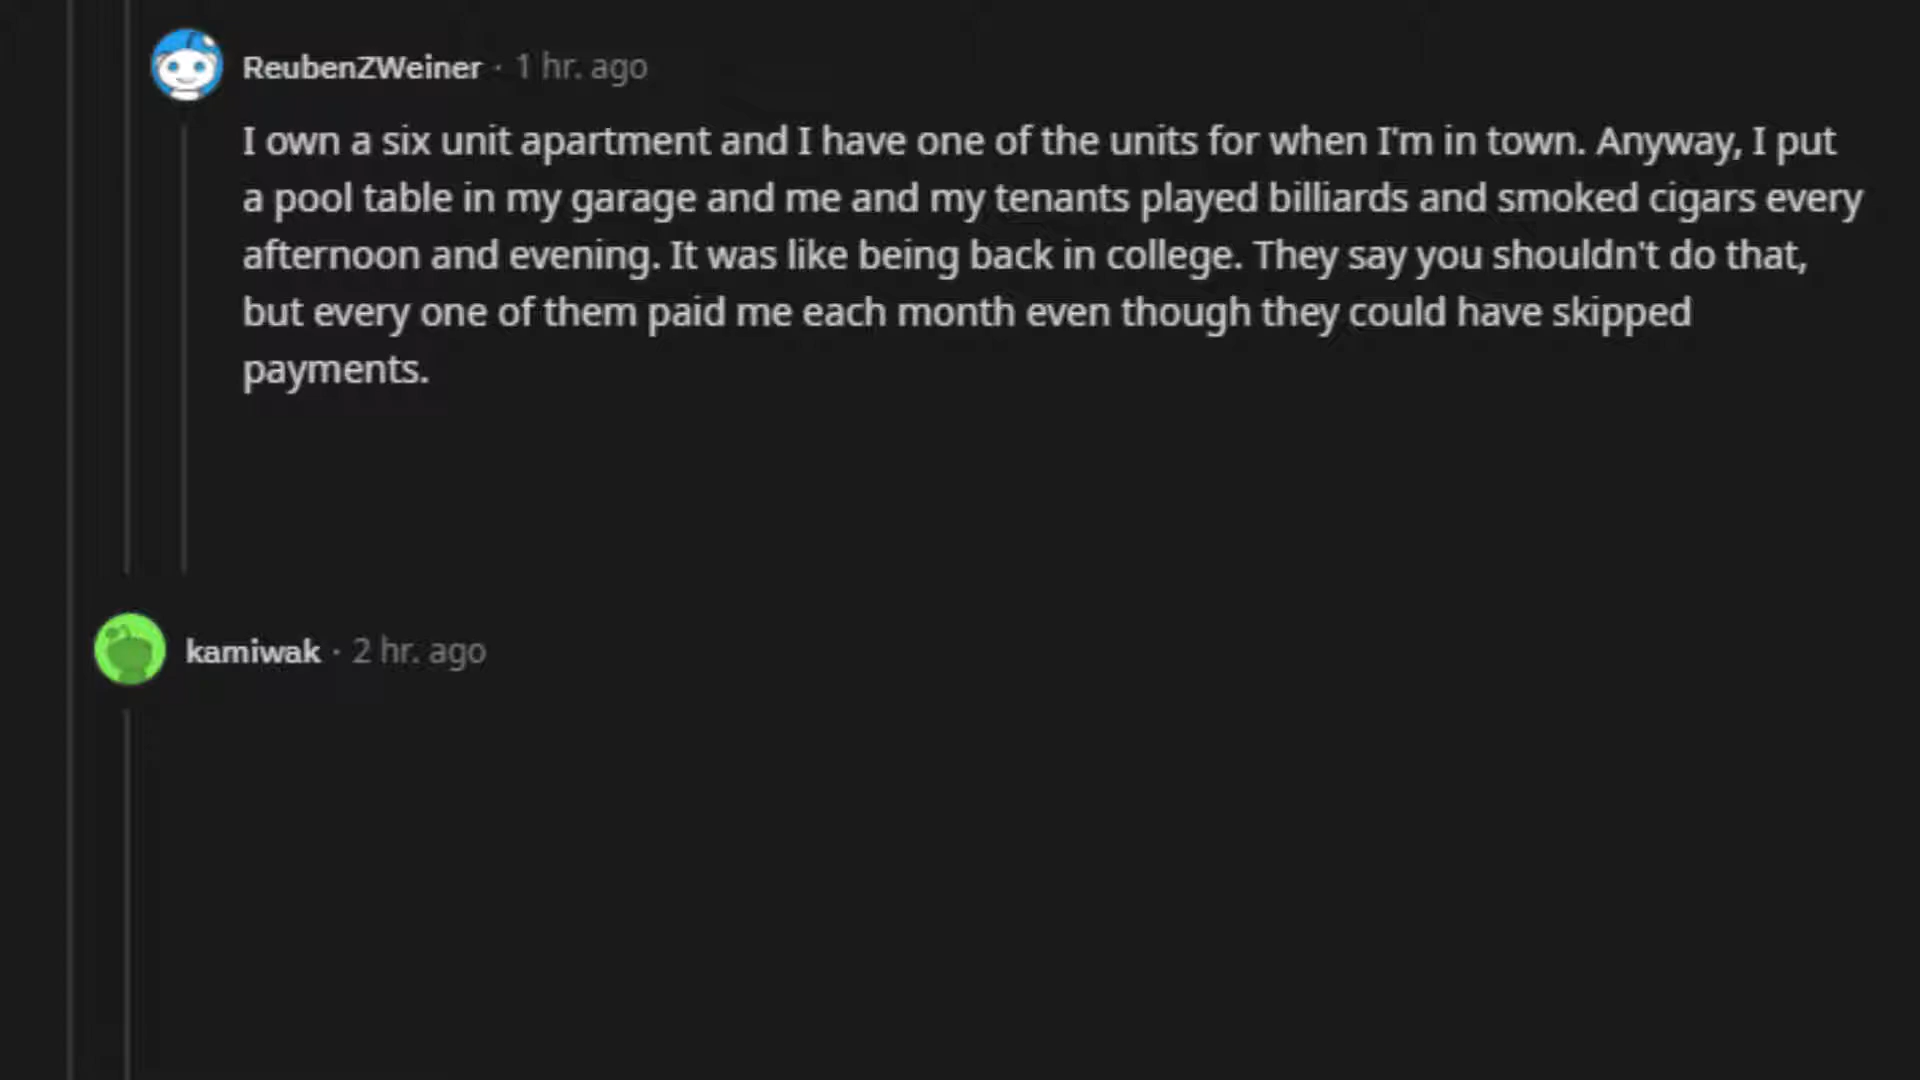 ReubenZWeiner · 1 hr. ago
I own a six unit apartment and I have one of the units for when I'm in town. Anyway, I put
a pool table in my garage and me and my tenants played billiards and smoked cigars every
afternoon and evening. It was like being back in college. They say you shouldn't do that,
but every one of them paid me each month even though they could have skipped
payments.
kamiwak · 2 hr. ago